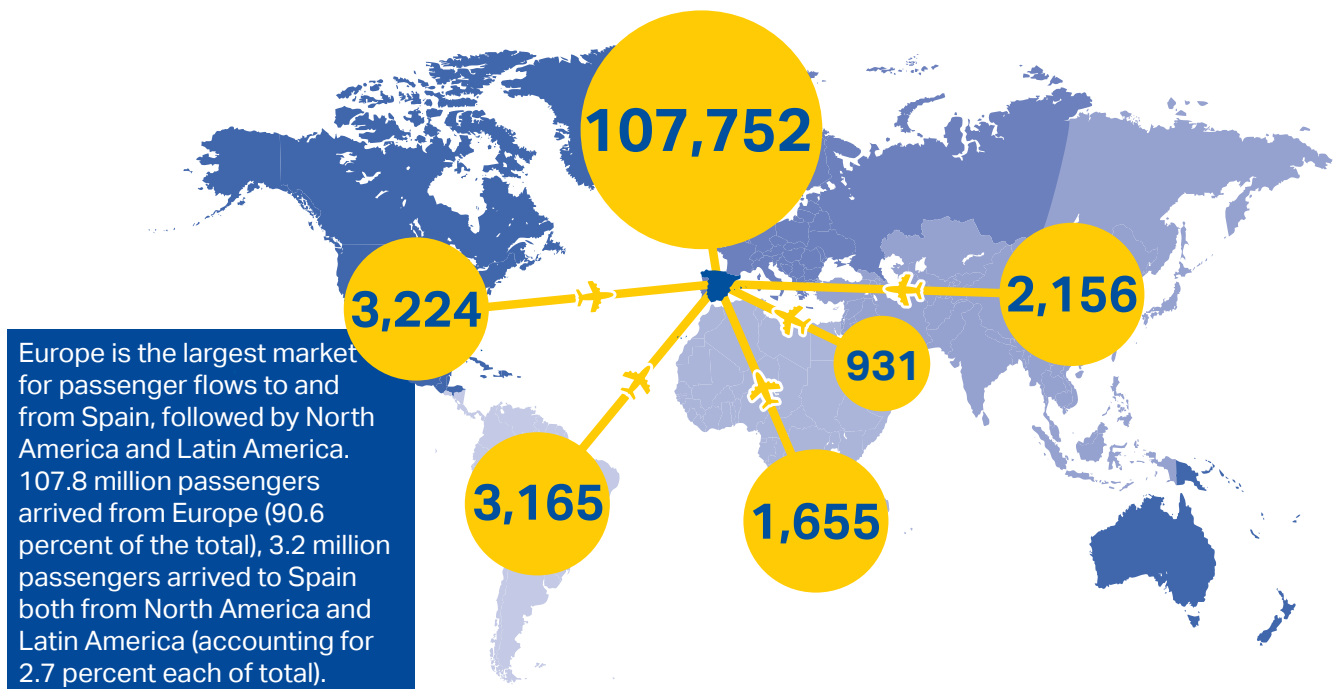 107,752
3,224
2,156
931
3,165
1,655
Europe is the largest market
for passenger flows to and
from Spain, followed by North
America and Latin America.
107.8 million passengers
arrived from Europe (90.6
percent of the total), 3.2 million
passengers arrived to Spain
both from North America and
Latin America (accounting for
2.7 percent each of total).